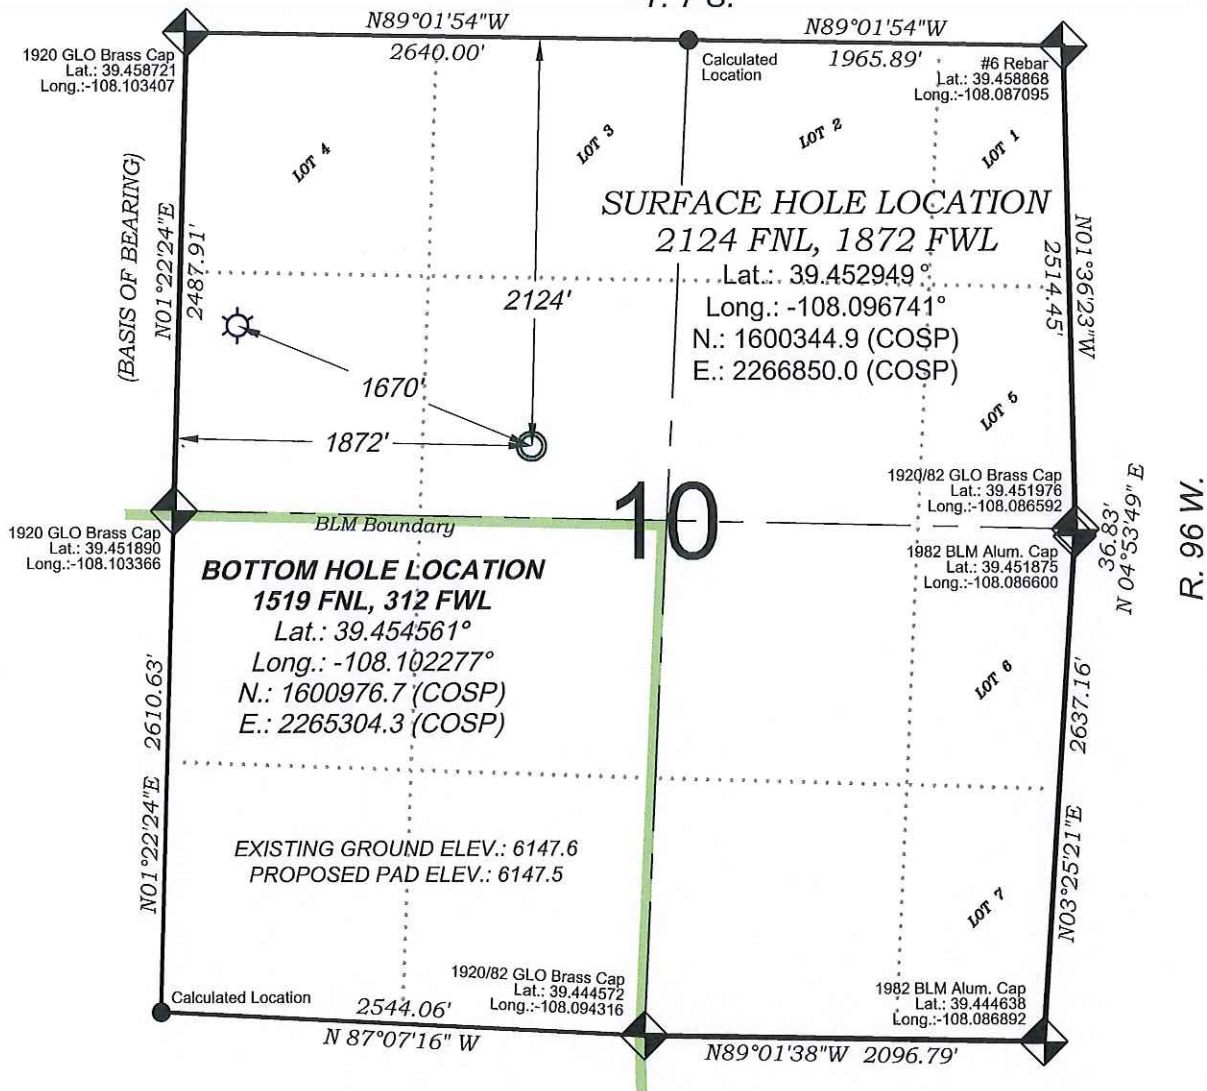 N89°01'54"W
2640.00'
N89°01'54"W
1965.89'
1920 GLO Brass Cap
Lat.: 39.458721
Long.:-108.103407
Calculated
Location
#6 Rebar
Lat.: 39.458868
Long.:-108.087095
LOT 4
LOT 3
LOT 2
LOT 1
(BASIS OF BEARING)
N01°22'24"E
2487.91'
SURFACE HOLE LOCATION
2124 FNL, 1872 FWL
Lat.: 39.452949°
Long.: -108.096741°
N.: 1600344.9 (COSP)
E.: 2266850.0 (COSP)
N01°36'23"W
2514.45'
2124'
1670'
1872'
LOT 5
1920/82 GLO Brass Cap
Lat.: 39.451976
Long.:-108.086592
10
BLM Boundary
1920 GLO Brass Cap
Lat.: 39.451890
Long.:-108.103366
1982 BLM Alum. Cap
Lat.: 39.451875
Long.:-108.086600
36.83'
N 04°53'49" E
R. 96 W.
BOTTOM HOLE LOCATION
1519 FNL, 312 FWL
Lat.: 39.454561°
Long.: -108.102277°
N.: 1600976.7 (COSP)
E.: 2265304.3 (COSP)
LOT 6
N01°22'24"E 2610.63'
N03°25'21"E 2637.16'
EXISTING GROUND ELEV.: 6147.6
PROPOSED PAD ELEV.: 6147.5
LOT 7
1920/82 GLO Brass Cap
Lat.: 39.444572
Long.:-108.094316
1982 BLM Alum. Cap
Lat.: 39.444638
Long.:-108.086892
Calculated Location
2544.06'
N 87°07'16" W
N89°01'38"W 2096.79'